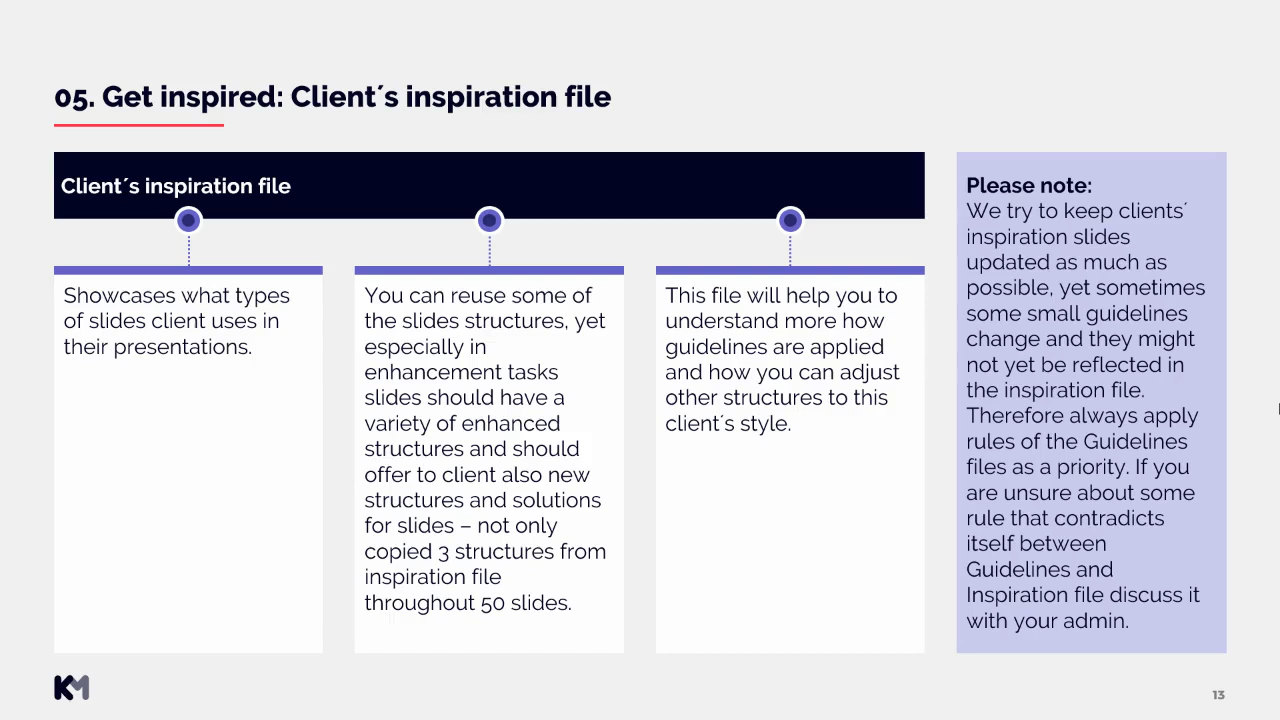 05. Get inspired: Client´s inspiration file
Client´s inspiration file
Showcases what types
of slides client uses in
their presentations.
You can reuse some of
the slides structures, yet
especially in
enhancement tasks
slides should have a
variety of enhanced
structures and should
offer to client also new
structures and solutions
for slides – not only
copied 3 structures from
inspiration file
throughout 50 slides.
This file will help you to
understand more how
guidelines are applied
and how you can adjust
other structures to this
client´s style.
Please note:
We try to keep clients´
inspiration slides
updated as much as
possible, yet sometimes
some small guidelines
change and they might
not yet be reflected in
the inspiration file.
Therefore always apply
rules of the Guidelines
files as a priority. If you
are unsure about some
rule that contradicts
itself between
Guidelines and
Inspiration file discuss it
with your admin.
KM
13